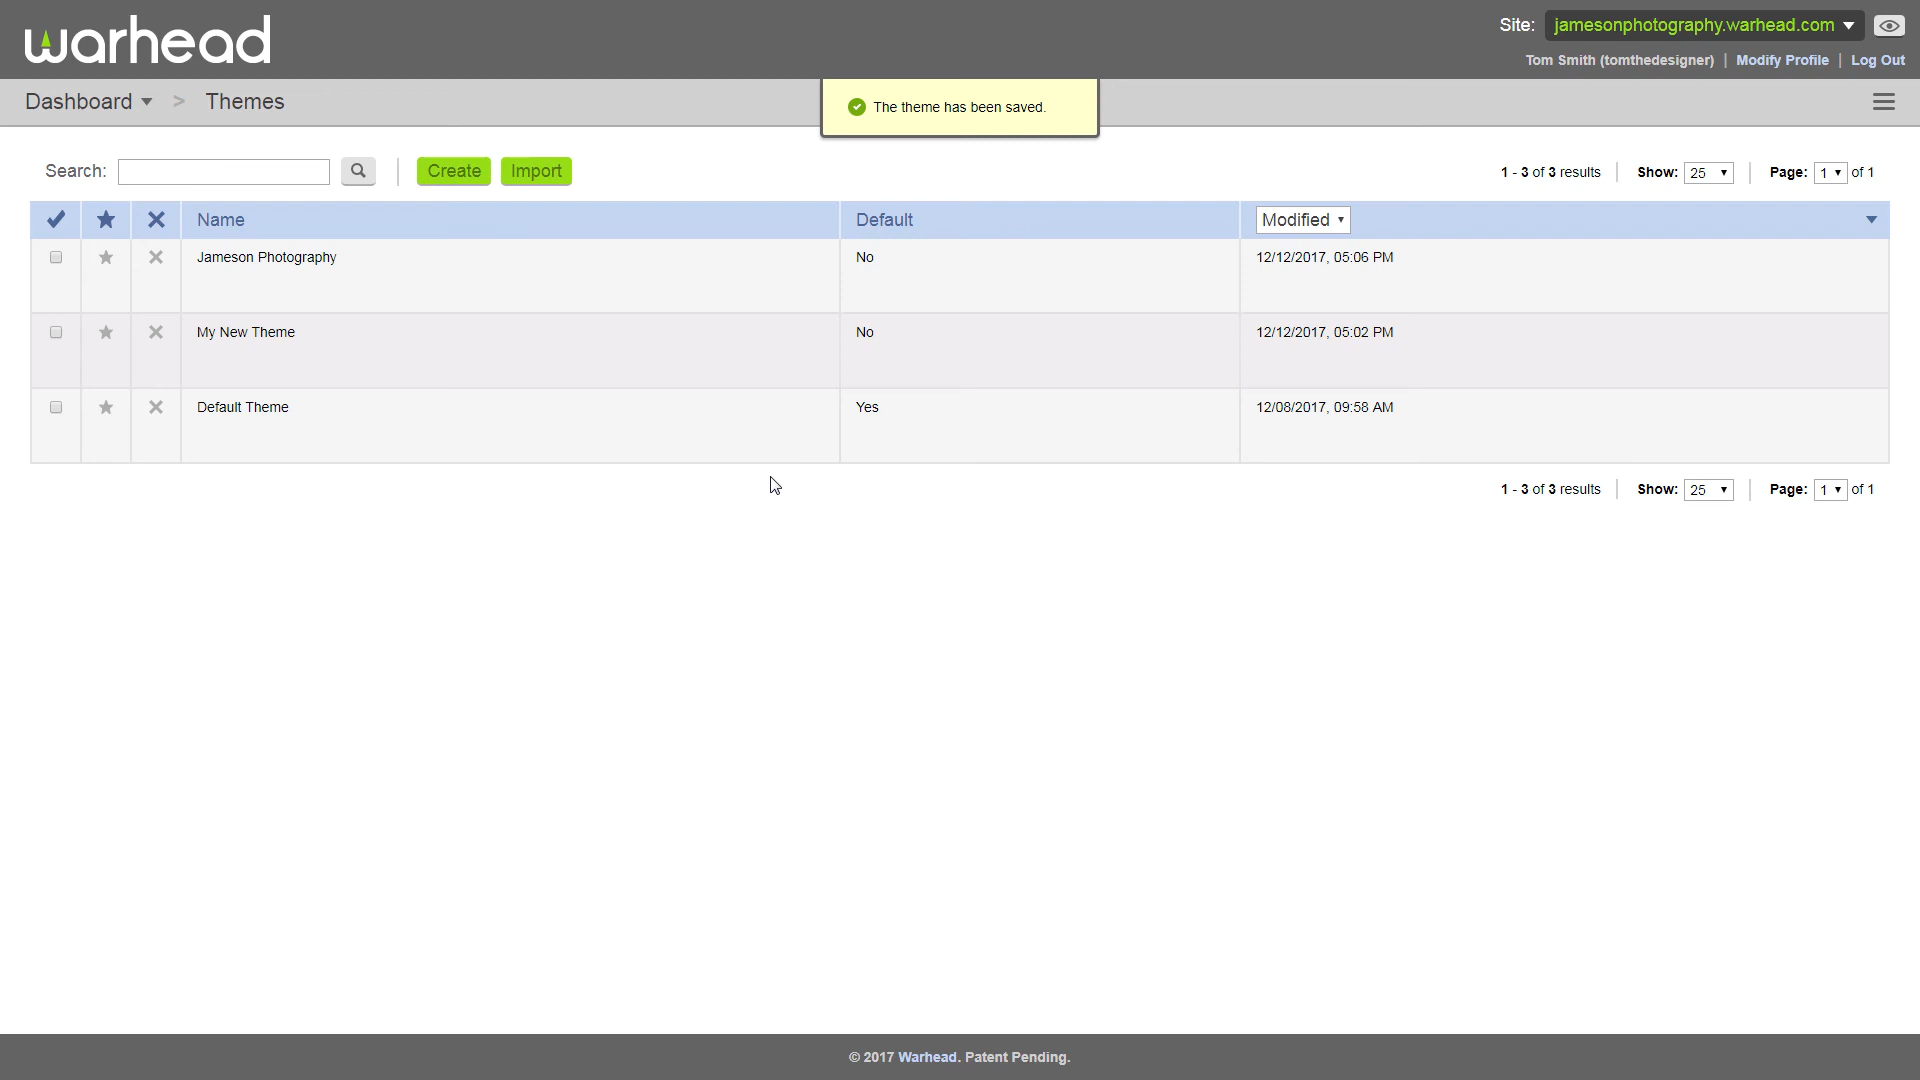 warhead
Site: jamesonphotography.warhead.com
Tom Smith (tomthedesigner) | Modify Profile | Log Out
Dashboard > Themes
The theme has been saved.
Search: Create Import 1 - 3 of 3 results Show: 25 Page: 1 of 1
Name Default Modified
Jameson Photography No 12/12/2017, 05:06 PM
My New Theme No 12/12/2017, 05:02 PM
Default Theme Yes 12/08/2017, 09:58 AM
1 - 3 of 3 results Show: 25 Page: 1 of 1
© 2017 Warhead. Patent Pending.